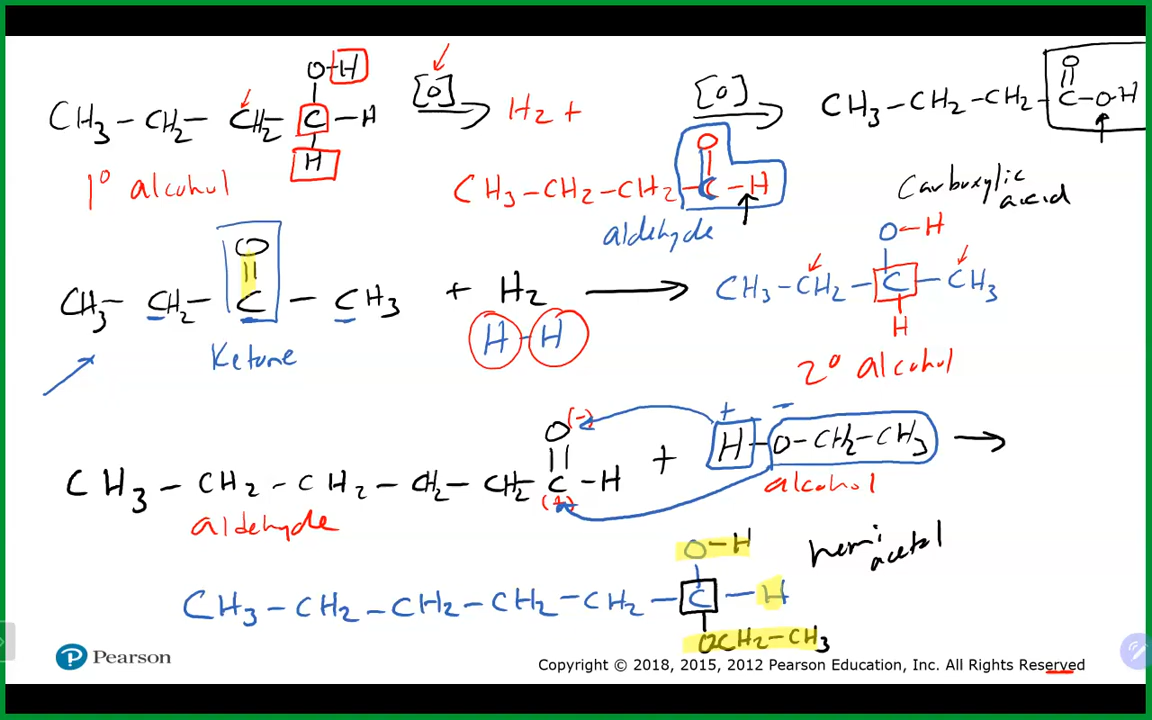 CH3 - CH2 - CH2 - C - H
O-H
H
[O]
H2 +
[O]
CH3-CH2-CH2-C-O-H
O
1° alcohol
CH3-CH2-CH2-C-H
O
aldehyde
Carboxylic acid
CH3 - CH2 - C - CH3
O
Ketone
+ H2
H-H
CH3-CH2-C-CH3
O-H
H
2° alcohol
CH3 - CH2 - CH2 - CH2 - CH2 - C - H
O (-)
(+)
aldehyde
+
+ -
H-O-CH2-CH3
alcohol
O-H
CH3-CH2-CH2-CH2-CH2-C-H
OCH2-CH3
hemi acetal
Pearson
Copyright © 2018, 2015, 2012 Pearson Education, Inc. All Rights Reserved